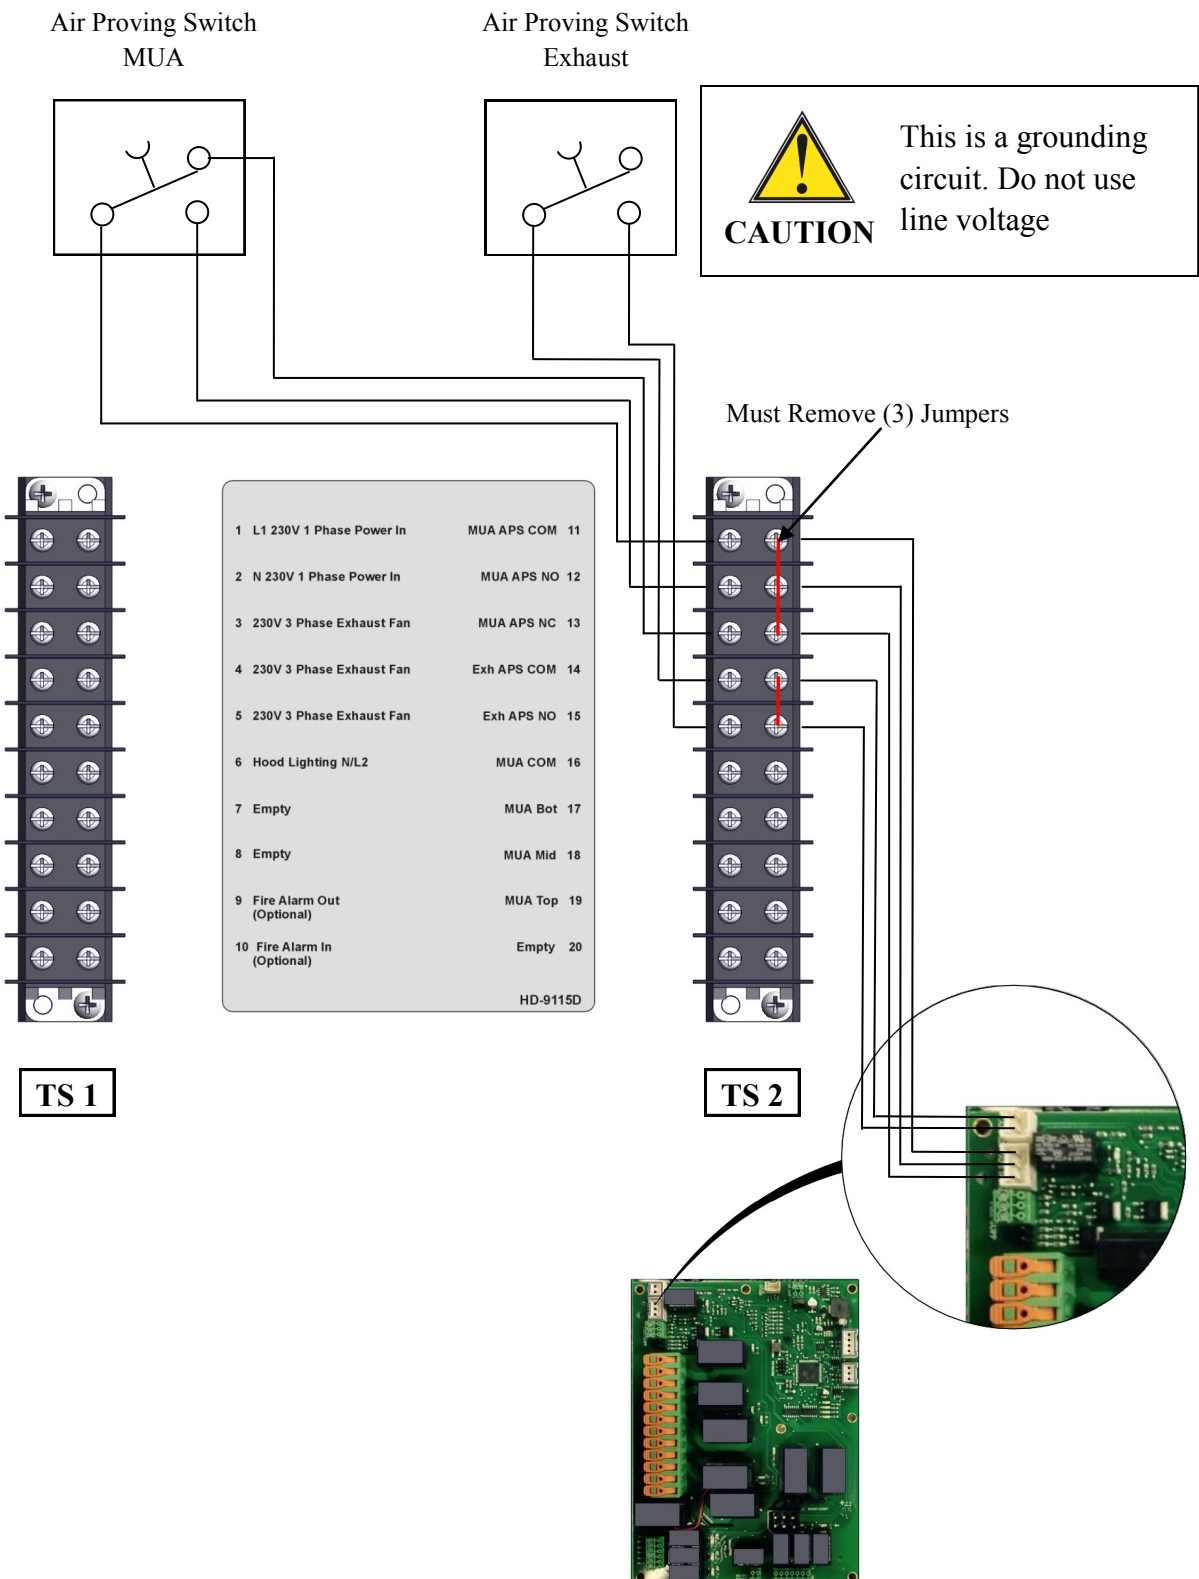 Air Proving Switch
MUA
Air Proving Switch
Exhaust
CAUTION
This is a grounding
circuit. Do not use
line voltage
Must Remove (3) Jumpers
1 L1 230V 1 Phase Power In
MUA APS COM 11
2 N 230V 1 Phase Power In
MUA APS NO 12
3 230V 3 Phase Exhaust Fan
MUA APS NC 13
4 230V 3 Phase Exhaust Fan
Exh APS COM 14
5 230V 3 Phase Exhaust Fan
Exh APS NO 15
6 Hood Lighting N/L2
MUA COM 16
7 Empty
MUA Bot 17
8 Empty
MUA Mid 18
9 Fire Alarm Out
(Optional)
MUA Top 19
10 Fire Alarm In
(Optional)
Empty 20
HD-9115D
TS 1
TS 2